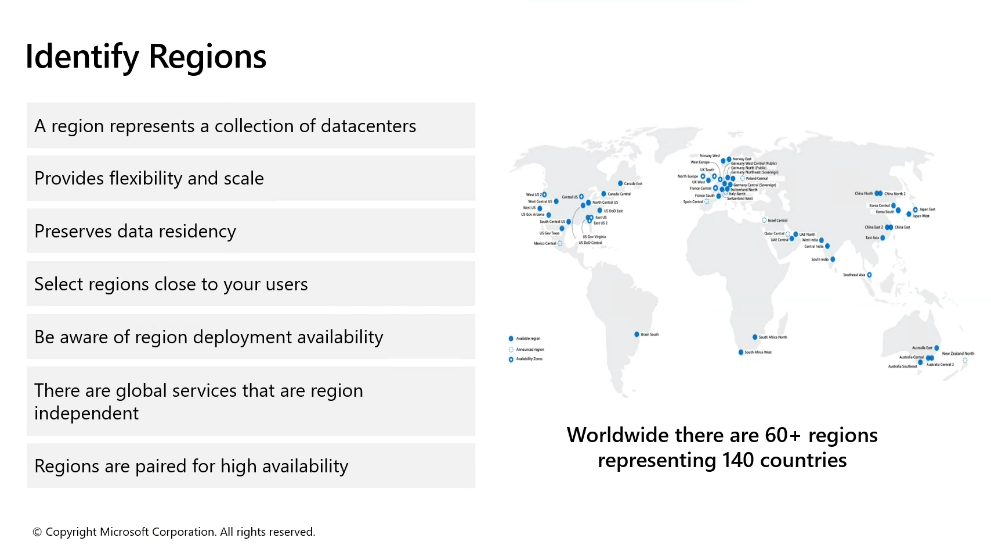 Identify Regions
A region represents a collection of datacenters
Provides flexibility and scale
Preserves data residency
Select regions close to your users
Be aware of region deployment availability
There are global services that are region
independent
Regions are paired for high availability
Norway West
Norway East
West Europe
Germany West Central (Public)
Germany North (Public)
UK South
North Europe
Poland Central
UK West
Germany Central (Sovereign)
France Central
Italy North
France South
Switzerland West
Spain Central
Canada East
West US 2
Central US
Canada Central
West Central US
North Central US
West US
US DoD East
US Gov Arizona
East US
South Central US
East US 2
US Gov Texas
US Gov Virginia
Mexico Central
US DoD Central
China North
China North 2
Korea Central
Japan East
Korea South
Japan West
Israel Central
China East 2
China East
Qatar Central
UAE North
UAE Central
West India
East Asia
Central India
South India
Southeast Asia
Brazil South
South Africa North
South Africa West
Available region
Announced region
Availability Zones
Australia East
New Zealand North
Australia Central
Australia Southeast
Australia Central 2
Worldwide there are 60+ regions
representing 140 countries
© Copyright Microsoft Corporation. All rights reserved.